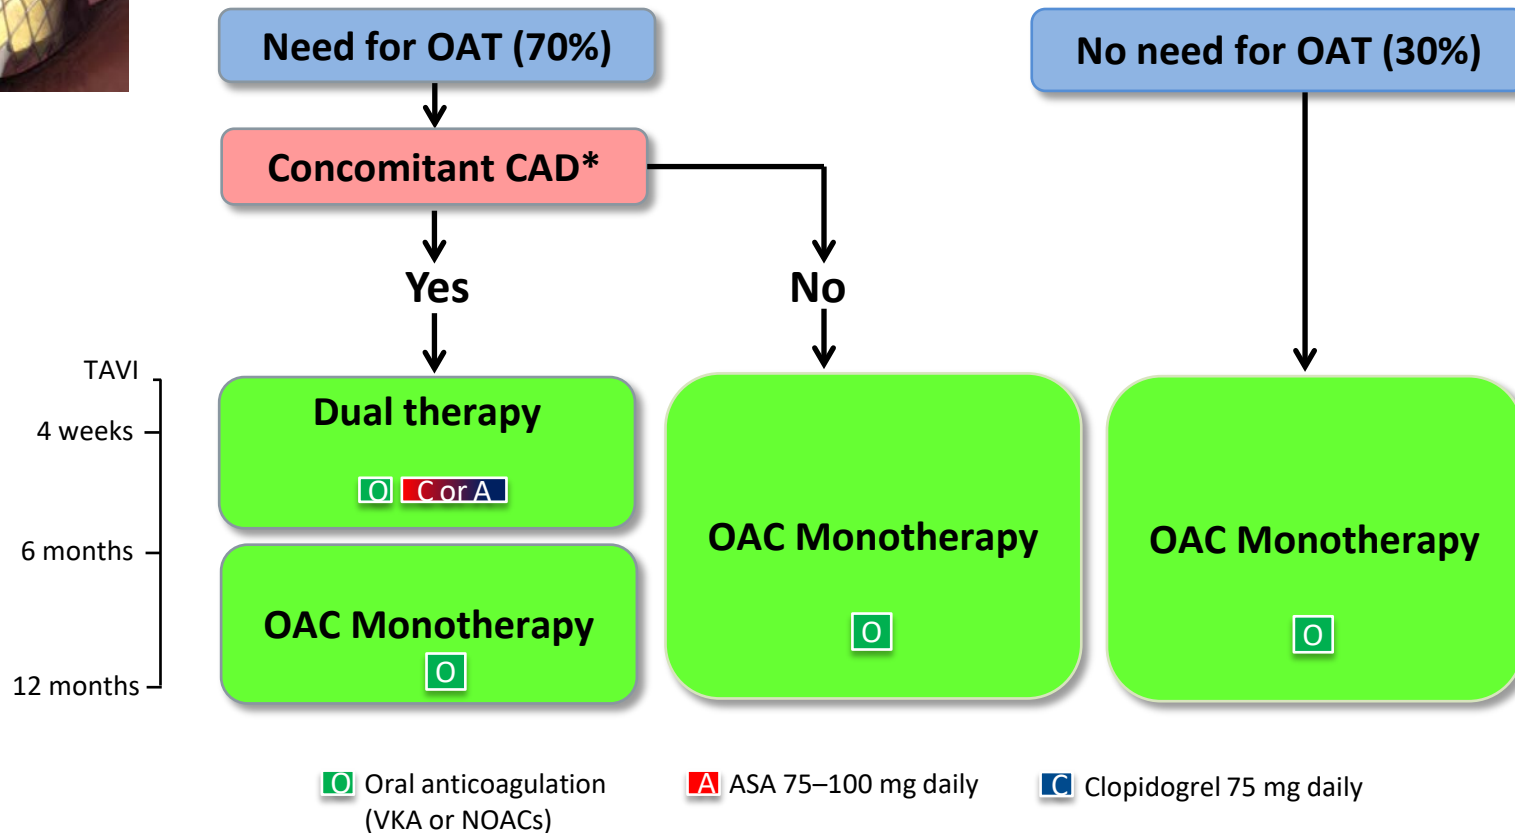 Need for OAT (70%)
No need for OAT (30%)
Concomitant CAD*
Yes
No
TAVI
4 weeks
6 months
12 months
Dual therapy
O C or A
OAC Monotherapy
O
OAC Monotherapy
O
OAC Monotherapy
O
O Oral anticoagulation
(VKA or NOACs)
A ASA 75–100 mg daily
C Clopidogrel 75 mg daily